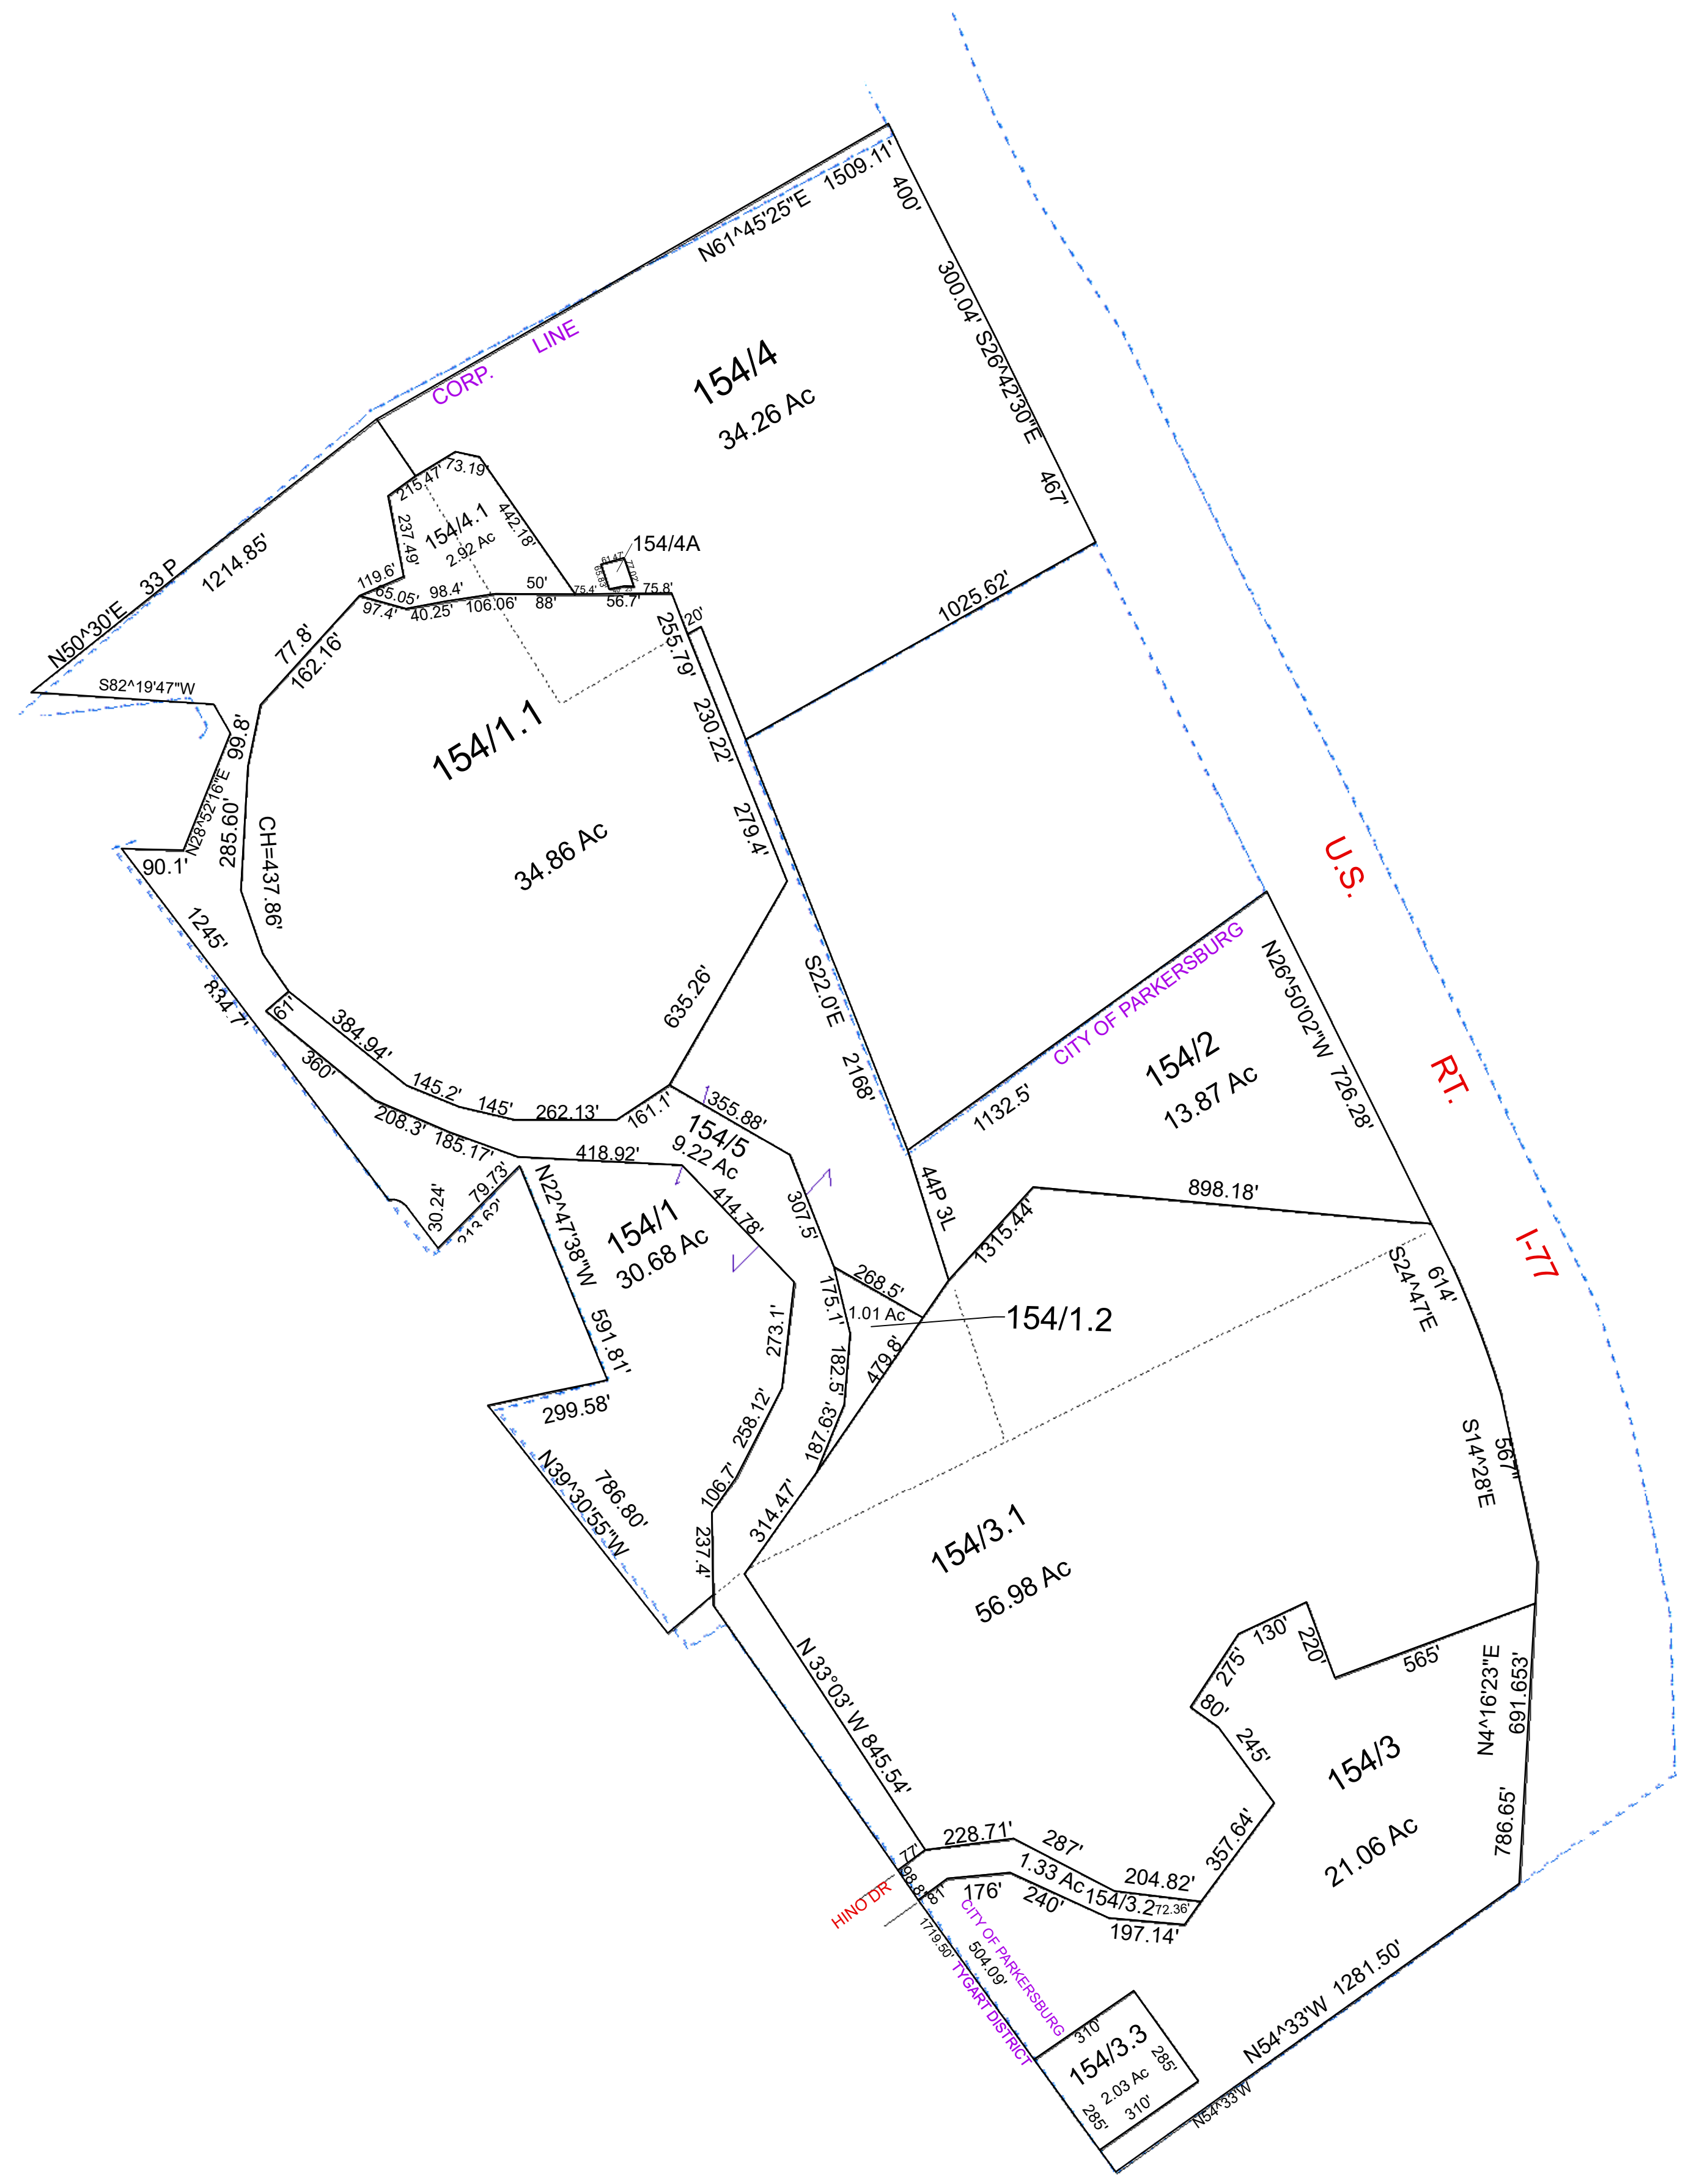 1509.11'
N61^45'25"E
400'
300.04' S26^42'30"E
467'
CORP. LINE
154/4
34.26 Ac
73.19'
215.47'
442.18'
237.49'
154/4.1
2.92 Ac
154/4A
61.47'
65.83'
77.02'
119.6'
65.05'
98.4'
50'
75.4'
75.8'
97.4'
40.25'
106.06'
88'
56.7'
33 P
1214.85'
N50^30'E
S82^19'47"W
77.8'
162.16'
20'
255.79'
230.22'
279.4'
1025.62'
154/1.1
34.86 Ac
99.8'
N28^52'16"E
285.60'
CH=437.86'
90.1'
1245'
834.7'
61'
384.94'
360'
145.2'
145'
262.13'
161.1'
635.26'
208.3'
185.17'
418.92'
S22.0'E
2168'
U.S.
RT.
I-77
CITY OF PARKERSBURG
154/2
13.87 Ac
1132.5'
N26^50'02"W 726.28'
44P 3L
898.18'
1315.44'
355.88'
154/5
9.22 Ac
414.78'
307.5'
79.73'
30.24'
213.62'
N22^47'38"W
591.81'
154/1
30.68 Ac
268.5'
175.1'
1.01 Ac
154/1.2
273.1'
182.5'
479.8'
187.63'
258.12'
106.7'
299.58'
786.80'
N39^30'55"W
237.4'
314.47'
614'
S24^47'E
567'
S14^28'E
154/3.1
56.98 Ac
N 33°03' W 845.54'
130'
220'
275'
80'
565'
245'
N4^16'23"E
691.653'
154/3
21.06 Ac
786.65'
357.64'
228.71'
287'
204.82'
77'
1.33 Ac
154/3.2
72.36'
98.8'
81'
176'
240'
197.14'
HINO DR
CITY OF PARKERSBURG
1719.50'
504.09'
TYGART DISTRICT
310'
154/3.3
2.03 Ac
285'
310'
285'
N54^33'W 1281.50'
N54^33'W